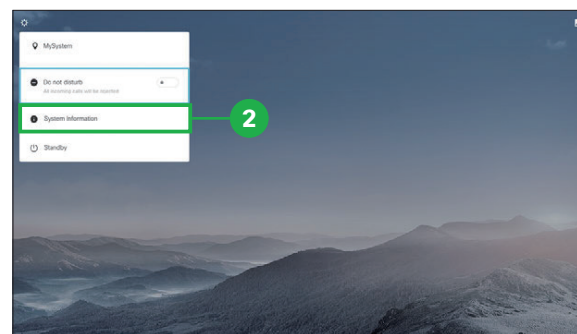 MySystem
Do not disturb
All incoming calls will be rejected
System Information
2
Standby